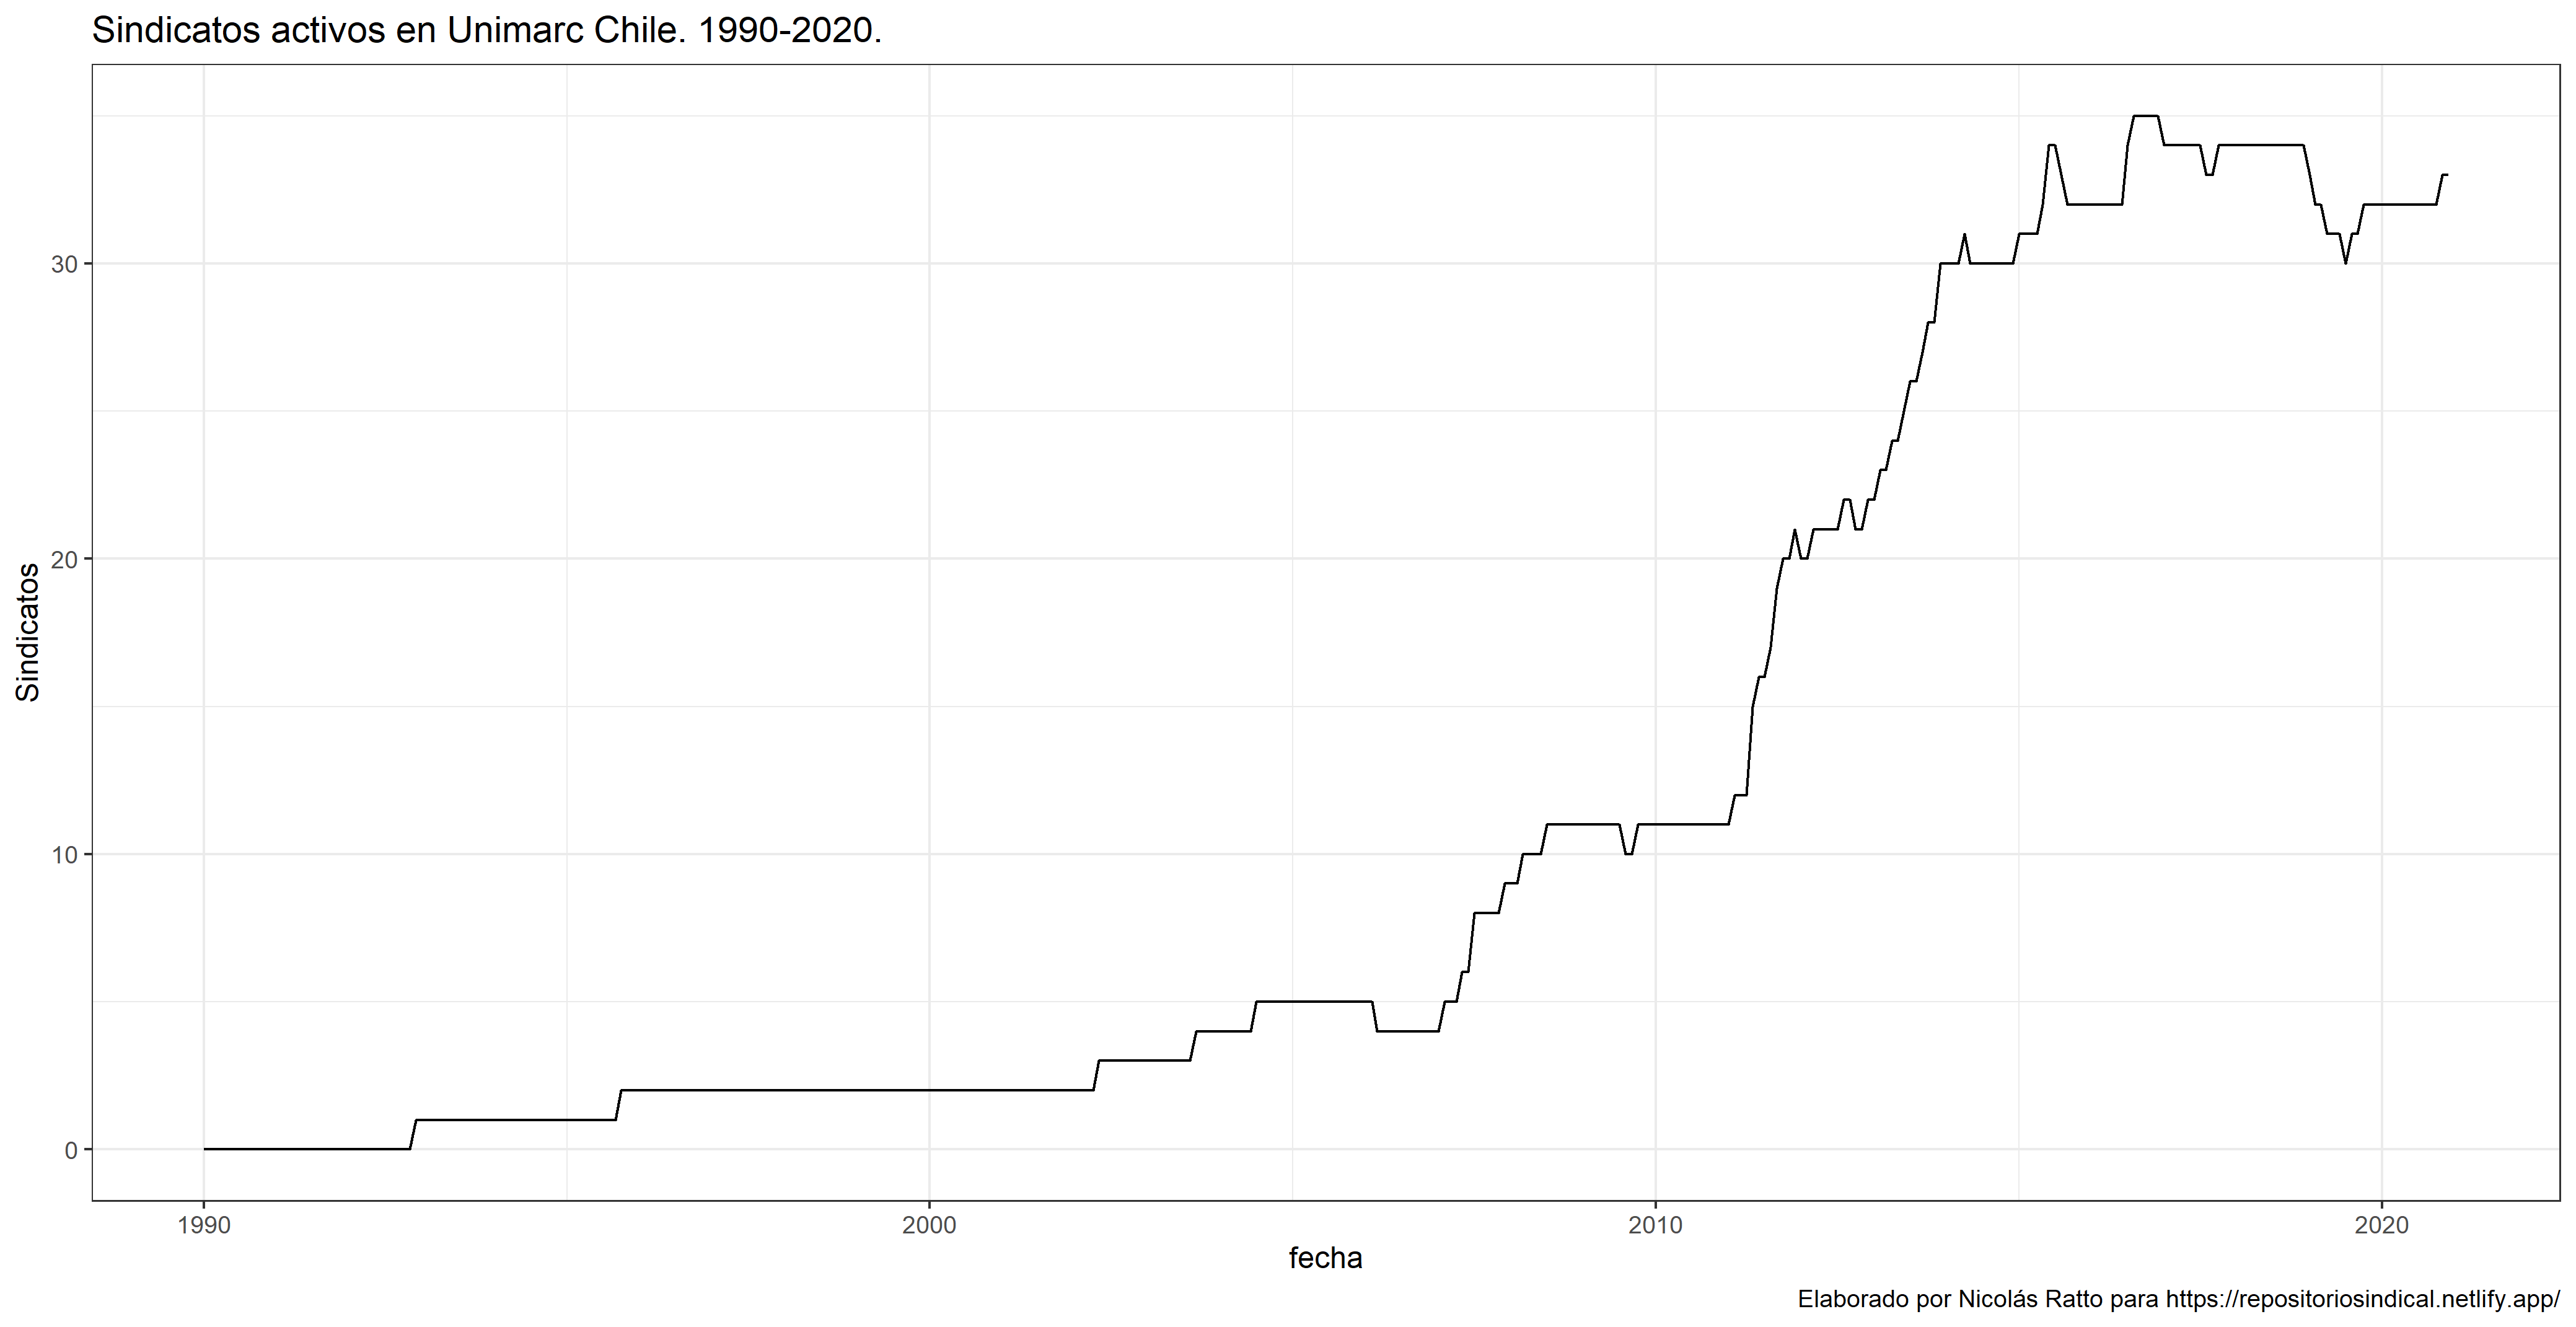 Sindicatos activos en Unimarc Chile. 1990-2020.
Sindicatos
30
20
10
0
1990
2000
2010
2020
fecha
Elaborado por Nicolás Ratto para https://repositoriosindical.netlify.app/